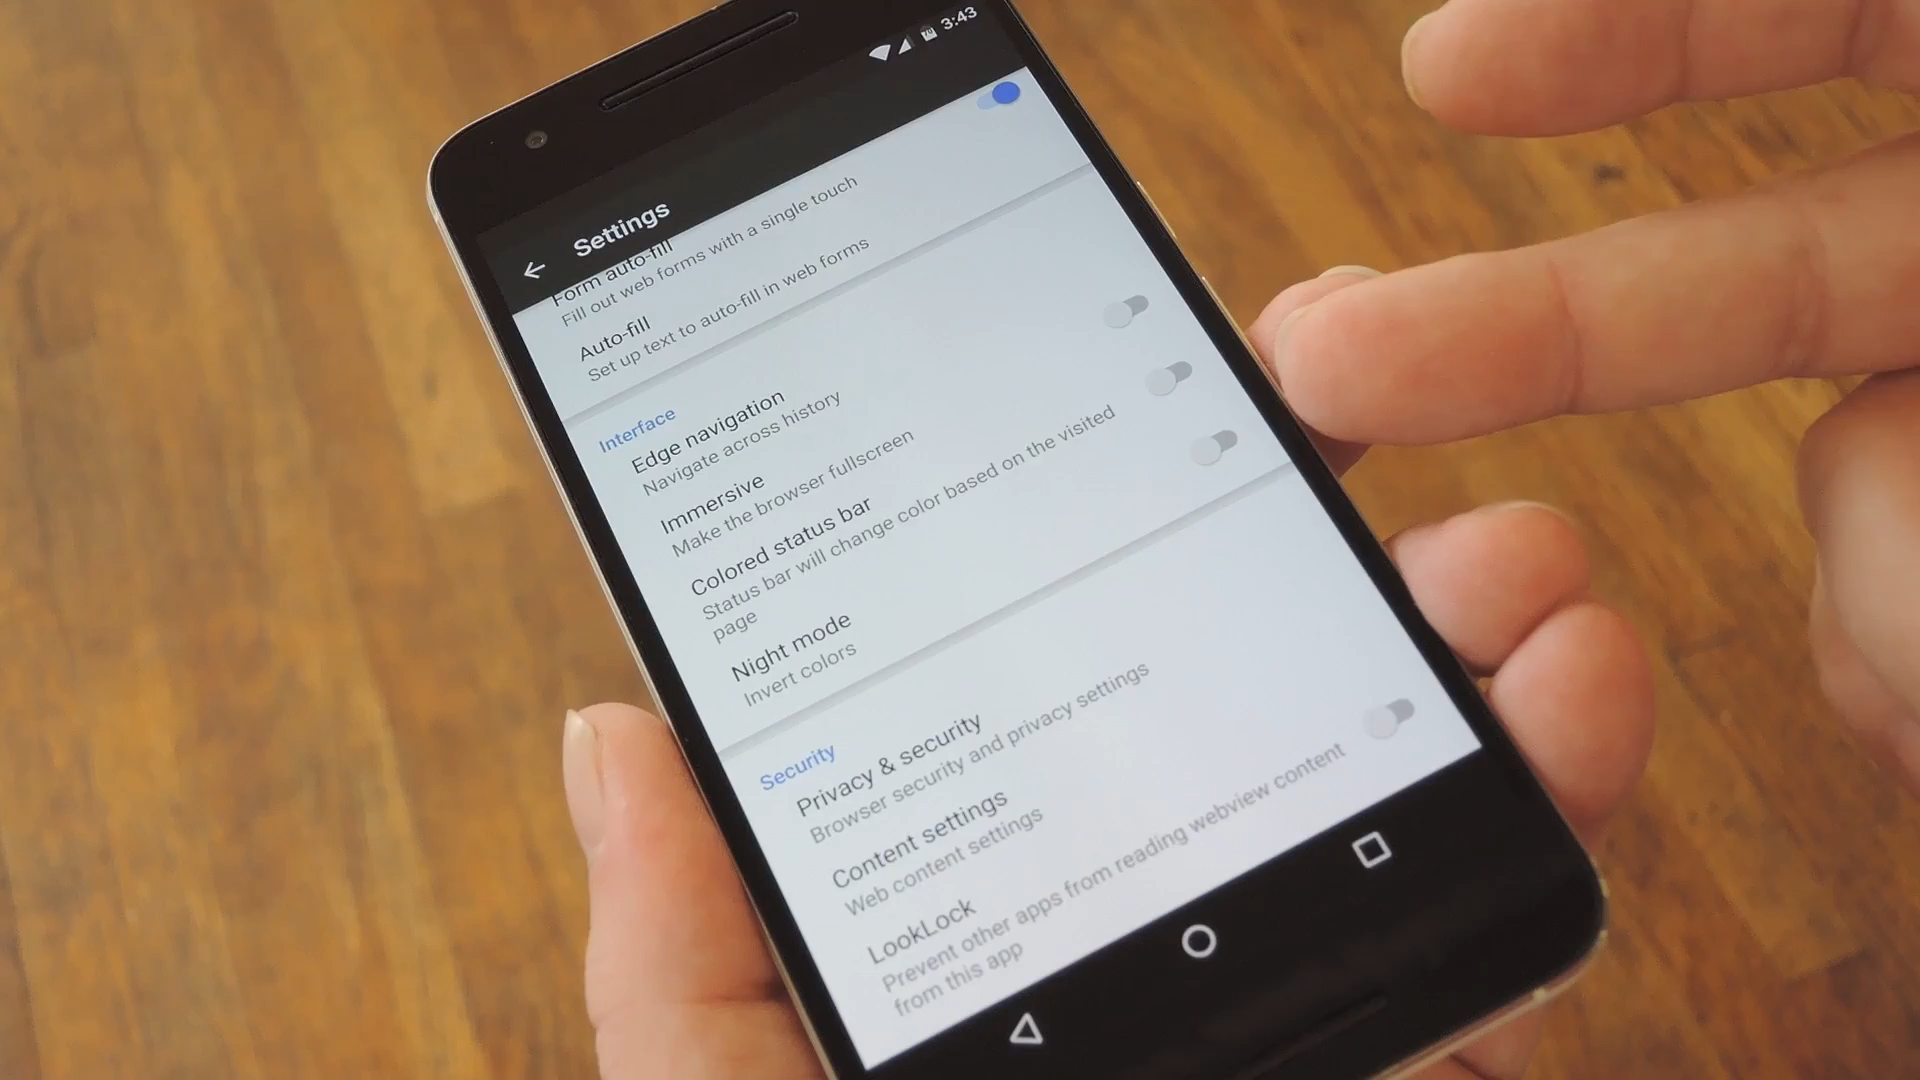 3:43
Settings
Form auto-fill
Fill out web forms with a single touch
Auto-fill
Set up text to auto-fill in web forms
Interface
Edge navigation
Navigate across history
Immersive
Make the browser fullscreen
Colored status bar
Status bar will change color based on the visited
page
Night mode
Invert colors
Security
Privacy & security
Browser security and privacy settings
Content settings
Web content settings
LookLock
Prevent other apps from reading webview content
from this app